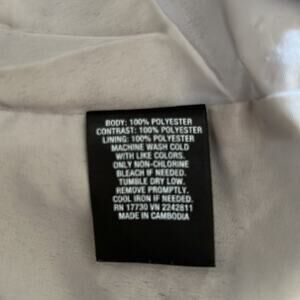 BODY: 100% POLYESTER
CONTRAST: 100% POLYESTER
LINING: 100% POLYESTER
MACHINE WASH COLD
WITH LIKE COLORS.
ONLY NON-CHLORINE
BLEACH IF NEEDED.
TUMBLE DRY LOW.
REMOVE PROMPTLY.
COOL IRON IF NEEDED.
RN 17730 VN 2242811
MADE IN CAMBODIA